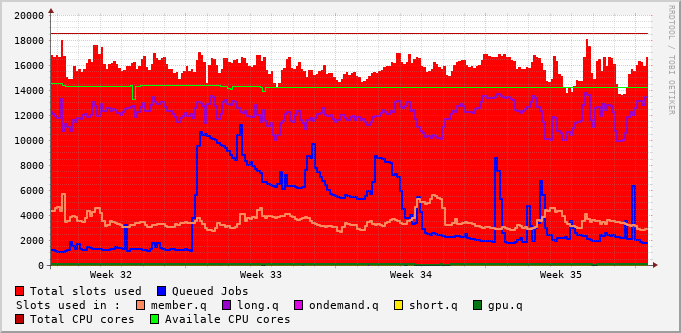 20000
18000
16000
14000
12000
10000
8000
6000
4000
2000
0
Week 32 Week 33 Week 34 Week 35
Total slots used Queued Jobs
Slots used in : member.q long.q ondemand.q short.q gpu.q
Total CPU cores Availale CPU cores
RRDTOOL / TOBI OETIKER